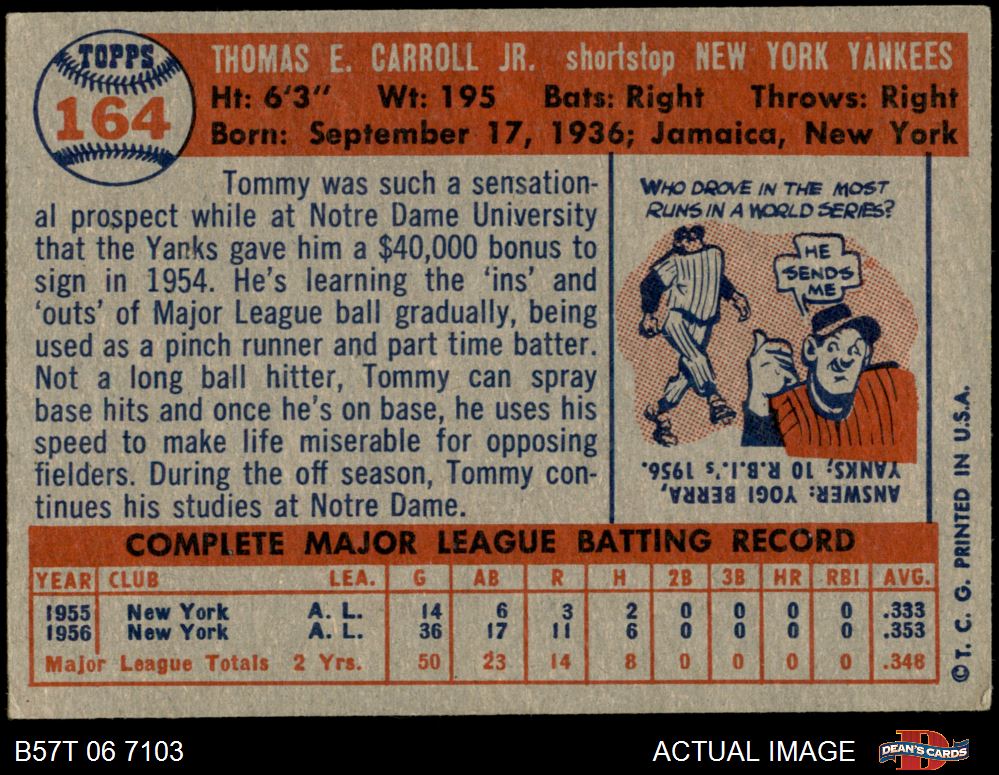 TOPPS
164
THOMAS E. CARROLL JR. shortstop NEW YORK YANKEES
Ht: 6'3" Wt: 195 Bats: Right Throws: Right
Born: September 17, 1936; Jamaica, New York
Tommy was such a sensation-
al prospect while at Notre Dame University
that the Yanks gave him a $40,000 bonus to
sign in 1954. He's learning the 'ins' and
'outs' of Major League ball gradually, being
used as a pinch runner and part time batter.
Not a long ball hitter, Tommy can spray
base hits and once he's on base, he uses his
speed to make life miserable for opposing
fielders. During the off season, Tommy con-
tinues his studies at Notre Dame.
WHO DROVE IN THE MOST
RUNS IN A WORLD SERIES?
HE
SENDS
ME
ANSWER: YOGI BERRA,
YANKS; 10 R.B.I.'s 1956.
COMPLETE MAJOR LEAGUE BATTING RECORD
YEAR CLUB LEA. G AB R H 2B 3B HR RBI AVG.
1955 New York A. L. 14 6 3 2 0 0 0 0 .333
1956 New York A. L. 36 17 11 6 0 0 0 0 .353
Major League Totals 2 Yrs. 50 23 14 8 0 0 0 0 .348
© T. C. G. PRINTED IN U.S.A.
B57T 06 7103 ACTUAL IMAGE
D
DEAN'S CARDS